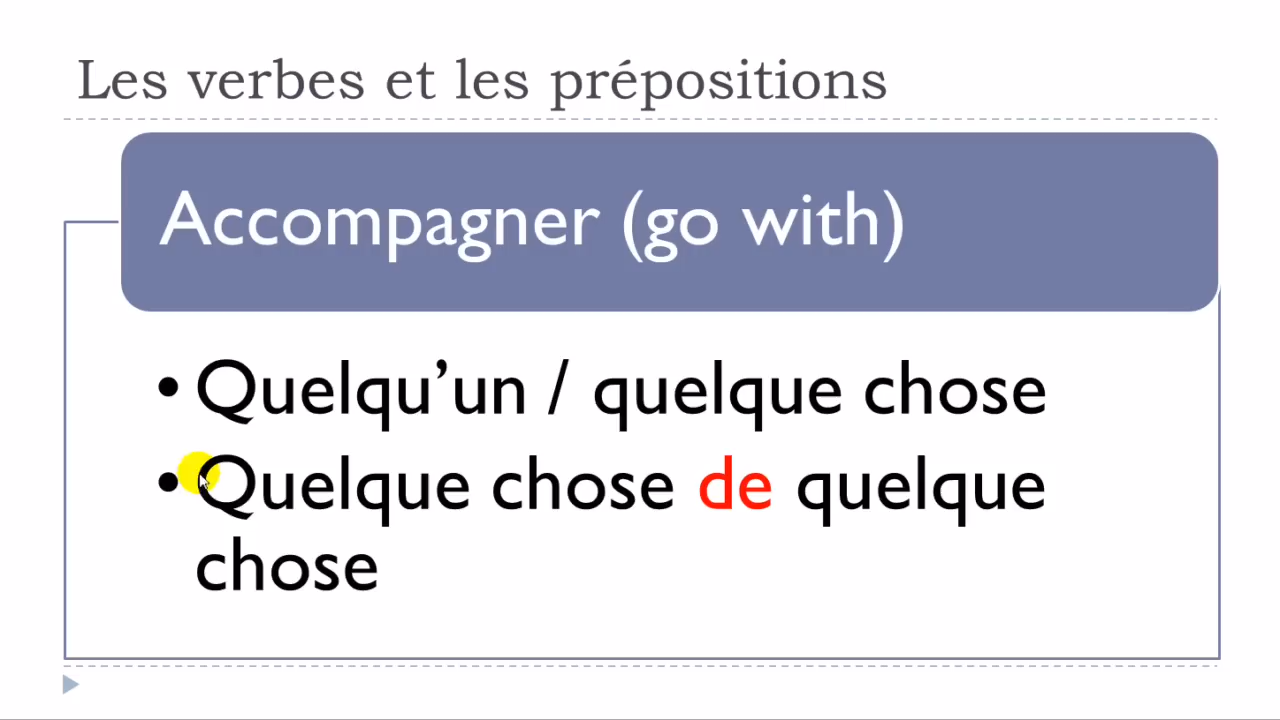 Les verbes et les prépositions
Accompagner (go with)
• Quelqu’un / quelque chose
• Quelque chose de quelque
chose